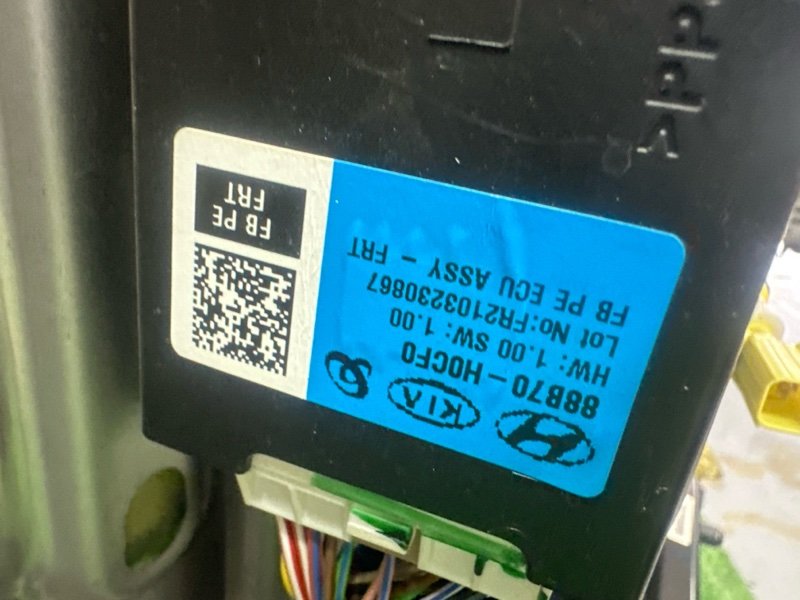 KIA
88B70-H0CF0
HW: 1.00 SW: 1.00
Lot No:FR2103230867
FB PE ECU ASSY - FRT
FB PE
FRT